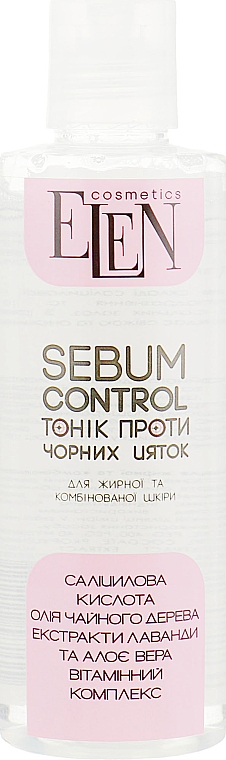 cosmetics
ELEN
SEBUM
CONTROL
ТОНІК ПРОТИ
ЧОРНИХ ЦЯТОК
ДЛЯ ЖИРНОЇ ТА
КОМБІНОВАНОЇ ШКІРИ
САЛІЦИЛОВА
КИСЛОТА
ОЛІЯ ЧАЙНОГО ДЕРЕВА
ЕКСТРАКТИ ЛАВАНДИ
ТА АЛОЄ ВЕРА
ВІТАМІННИЙ
КОМПЛЕКС